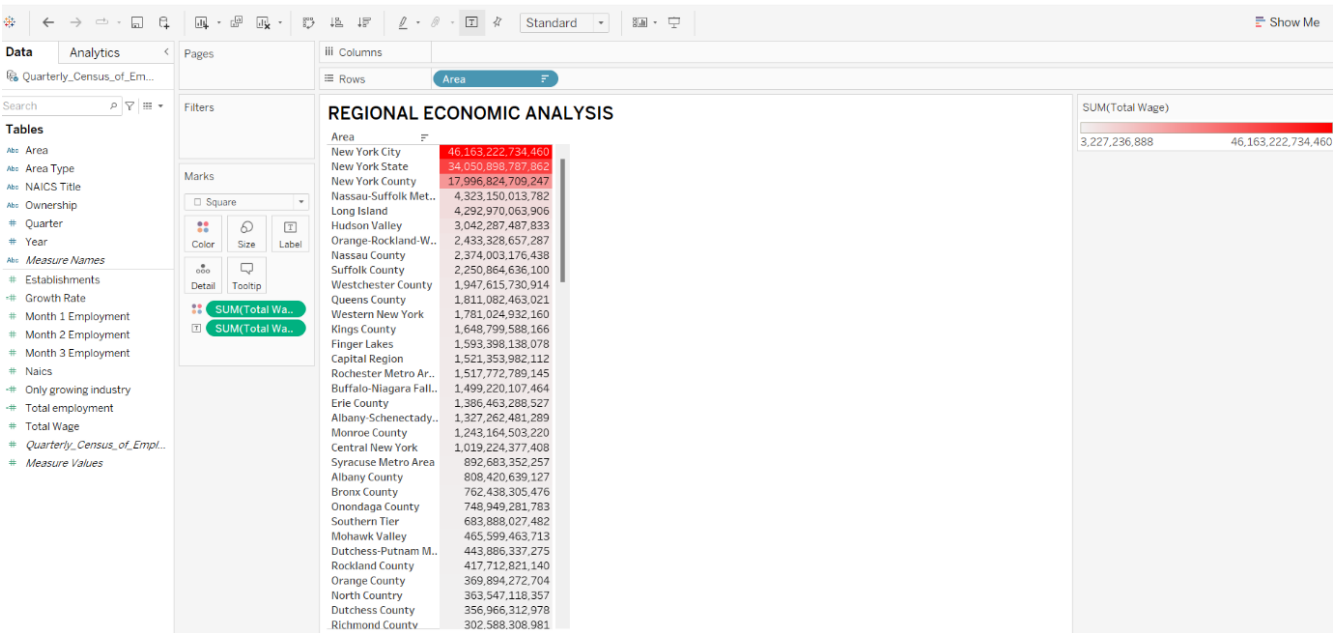 Standard
Show Me
Data
Analytics
Pages
Columns
Quarterly_Census_of_Em...
Rows
Area
Search
Filters
REGIONAL ECONOMIC ANALYSIS
SUM(Total Wage)
3,227,236,888 46,163,222,734,460
Tables
Abc Area
Abc Area Type
Abc NAICS Title
Abc Ownership
# Quarter
# Year
Abc Measure Names
# Establishments
=# Growth Rate
# Month 1 Employment
# Month 2 Employment
# Month 3 Employment
# Naics
=# Only growing industry
=# Total employment
# Total Wage
# Quarterly_Census_of_Empl...
# Measure Values
Marks
Square
Color Size Label
Detail Tooltip
SUM(Total Wa..
SUM(Total Wa..
Area
New York City 46,163,222,734,460
New York State 34,050,898,787,862
New York County 17,996,824,709,247
Nassau-Suffolk Met.. 4,323,150,013,782
Long Island 4,292,970,063,906
Hudson Valley 3,042,287,487,833
Orange-Rockland-W.. 2,433,328,657,287
Nassau County 2,374,003,176,438
Suffolk County 2,250,864,636,100
Westchester County 1,947,615,730,914
Queens County 1,811,082,463,021
Western New York 1,781,024,932,160
Kings County 1,648,799,588,166
Finger Lakes 1,593,398,138,078
Capital Region 1,521,353,982,112
Rochester Metro Ar.. 1,517,772,789,145
Buffalo-Niagara Fall.. 1,499,220,107,464
Erie County 1,386,463,288,527
Albany-Schenectady.. 1,327,262,481,289
Monroe County 1,243,164,503,220
Central New York 1,019,224,377,408
Syracuse Metro Area 892,683,352,257
Albany County 808,420,639,127
Bronx County 762,438,305,476
Onondaga County 748,949,281,783
Southern Tier 683,888,027,482
Mohawk Valley 465,599,463,713
Dutchess-Putnam M.. 443,886,337,275
Rockland County 417,712,821,140
Orange County 369,894,272,704
North Country 363,547,118,357
Dutchess County 356,966,312,978
Richmond County 302,588,308,981